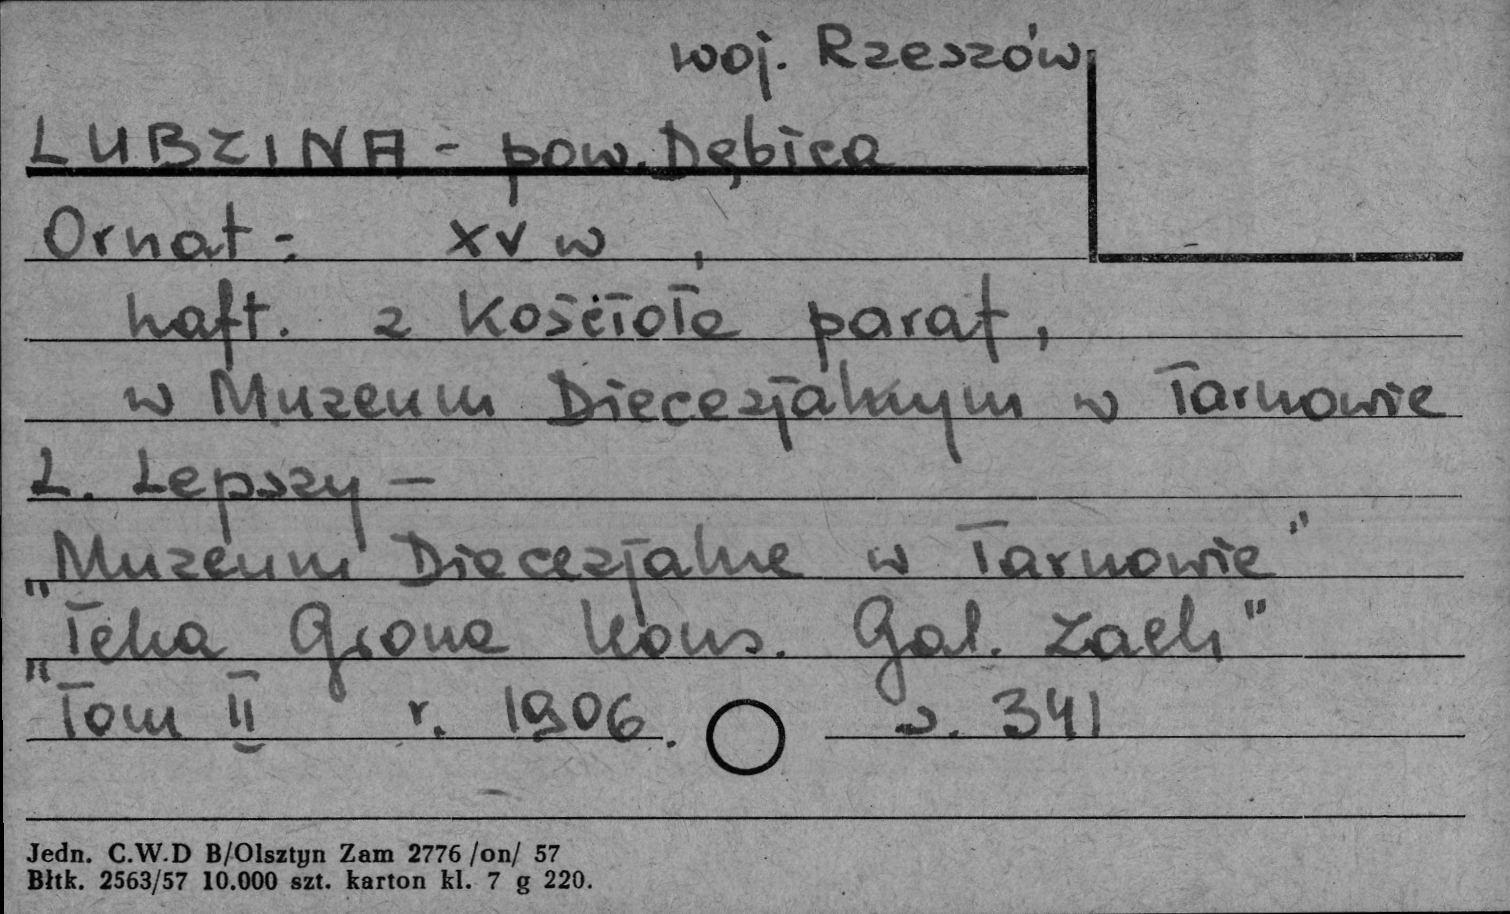 woj. Rzeszów
LUBZINA - pow. Dębica
Ornat: XV w,
haft. z Kościoła paraf,
w Muzeum Diecezjalnym w Tarnowie
L. Lepszy -
"Muzeum Diecezjalne w Tarnowie"
"Teka Grona Kons. Gal. Zach"
Tom II r. 1906. s. 341
Jedn. C.W.D B/Olsztyn Zam 2776 /on/ 57
Błtk. 2563/57 10.000 szt. karton kl. 7 g 220.